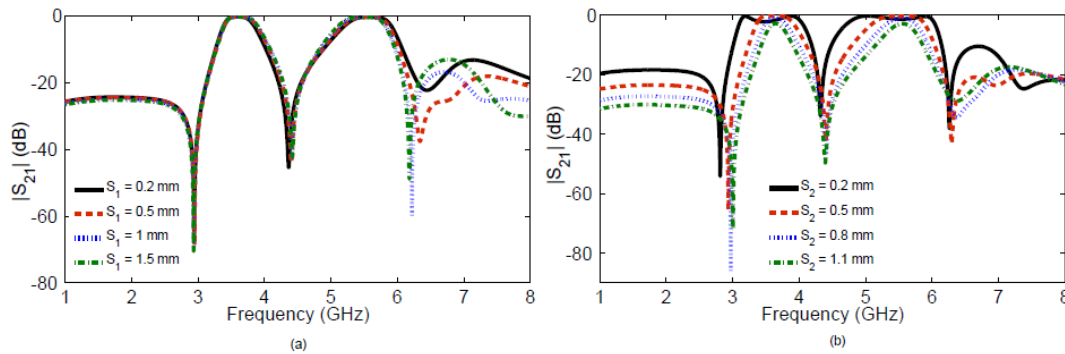 0
-20
-40
-60
-80
|S21| (dB)
S1 = 0.2 mm
S1 = 0.5 mm
S1 = 1 mm
S1 = 1.5 mm
1 2 3 4 5 6 7 8
Frequency (GHz)
(a)
0
-20
-40
-60
-80
|S21| (dB)
S2 = 0.2 mm
S2 = 0.5 mm
S2 = 0.8 mm
S2 = 1.1 mm
1 2 3 4 5 6 7 8
Frequency (GHz)
(b)